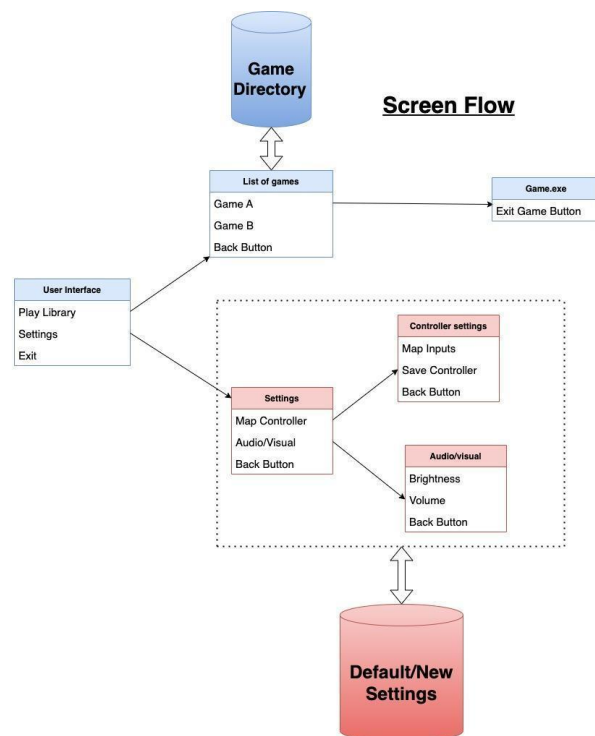 Game
Directory
Screen Flow
List of games
Game A
Game B
Back Button
Game.exe
Exit Game Button
User Interface
Play Library
Settings
Exit
Controller settings
Map Inputs
Save Controller
Back Button
Settings
Map Controller
Audio/Visual
Back Button
Audio/visual
Brightness
Volume
Back Button
Default/New
Settings